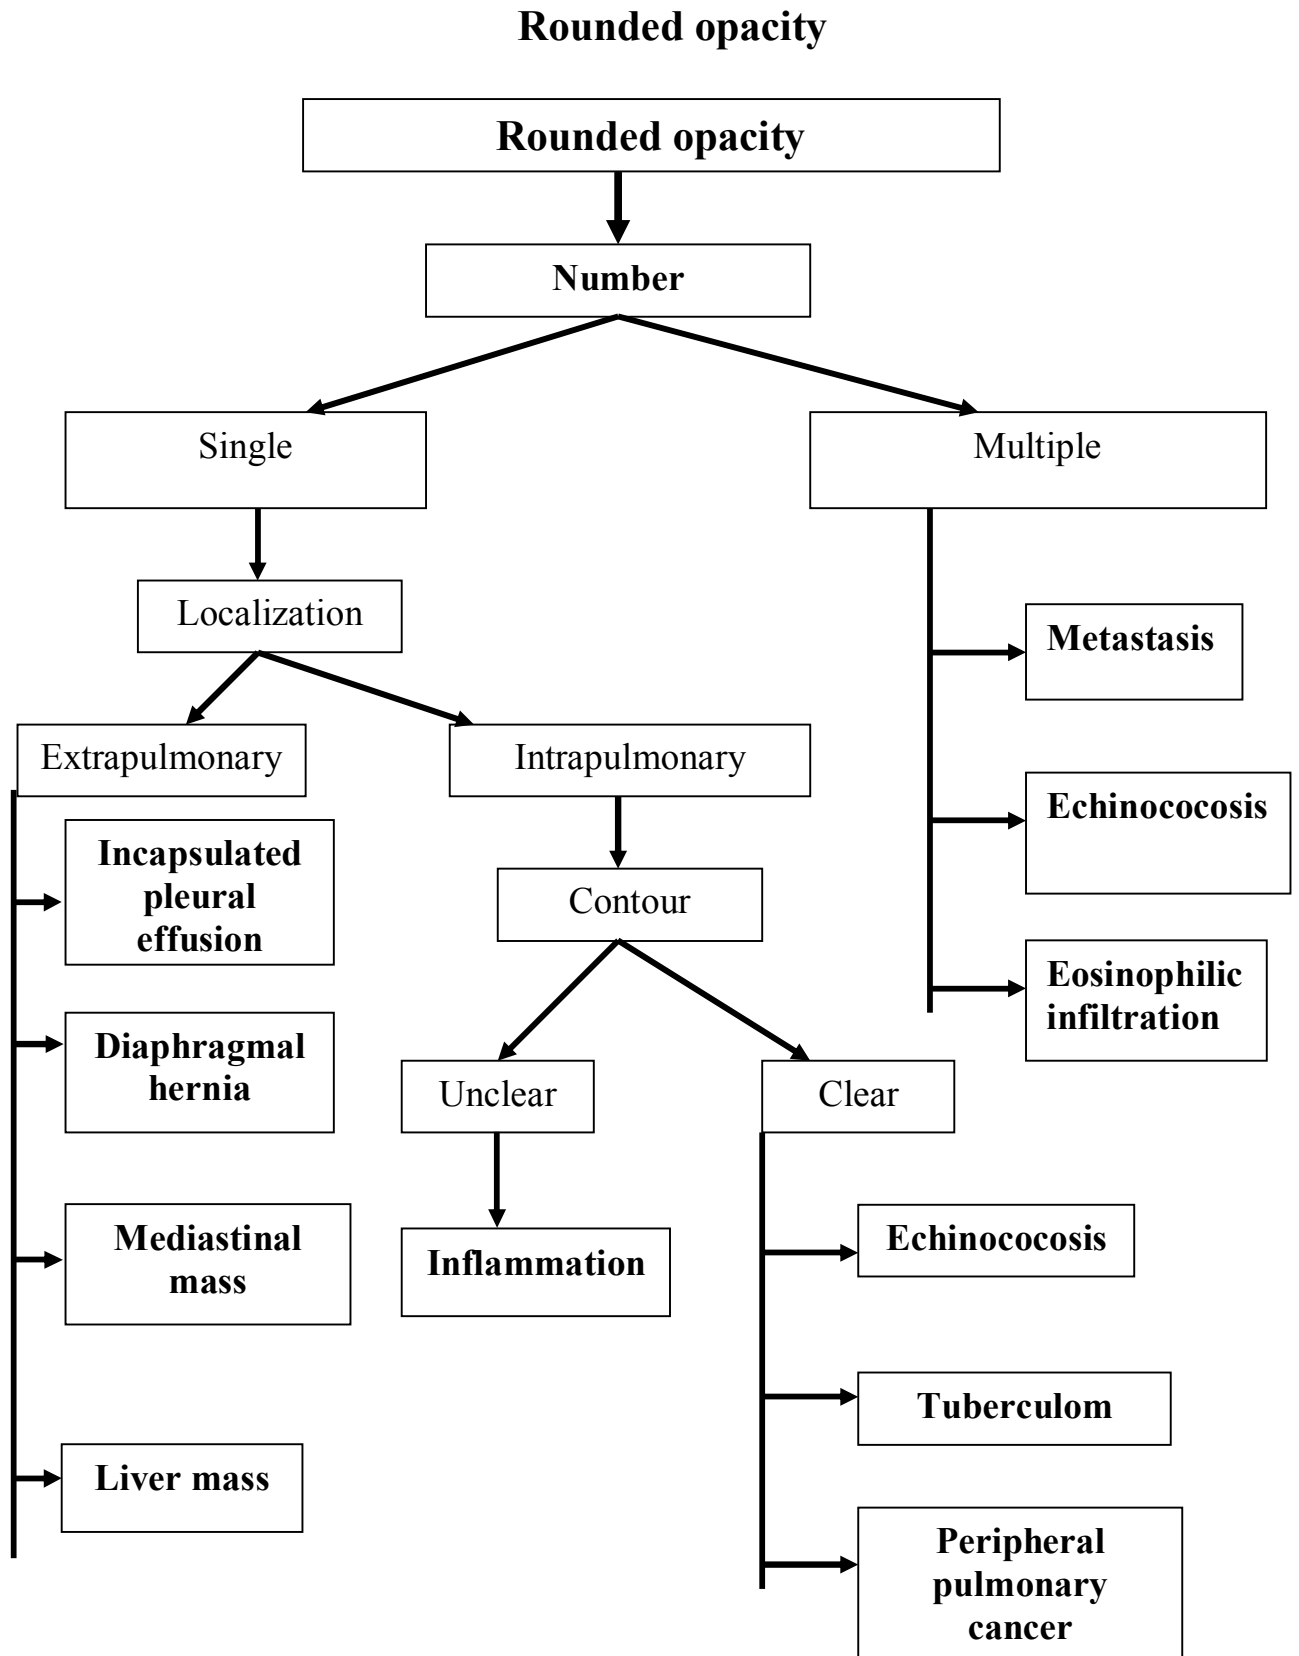 Rounded opacity
Rounded opacity
Number
Single
Multiple
Localization
Metastasis
Extrapulmonary
Intrapulmonary
Echinococosis
Incapsulated
pleural
effusion
Contour
Eosinophilic
infiltration
Diaphragmal
hernia
Unclear
Clear
Mediastinal
mass
Inflammation
Echinococosis
Tuberculom
Liver mass
Peripheral
pulmonary
cancer